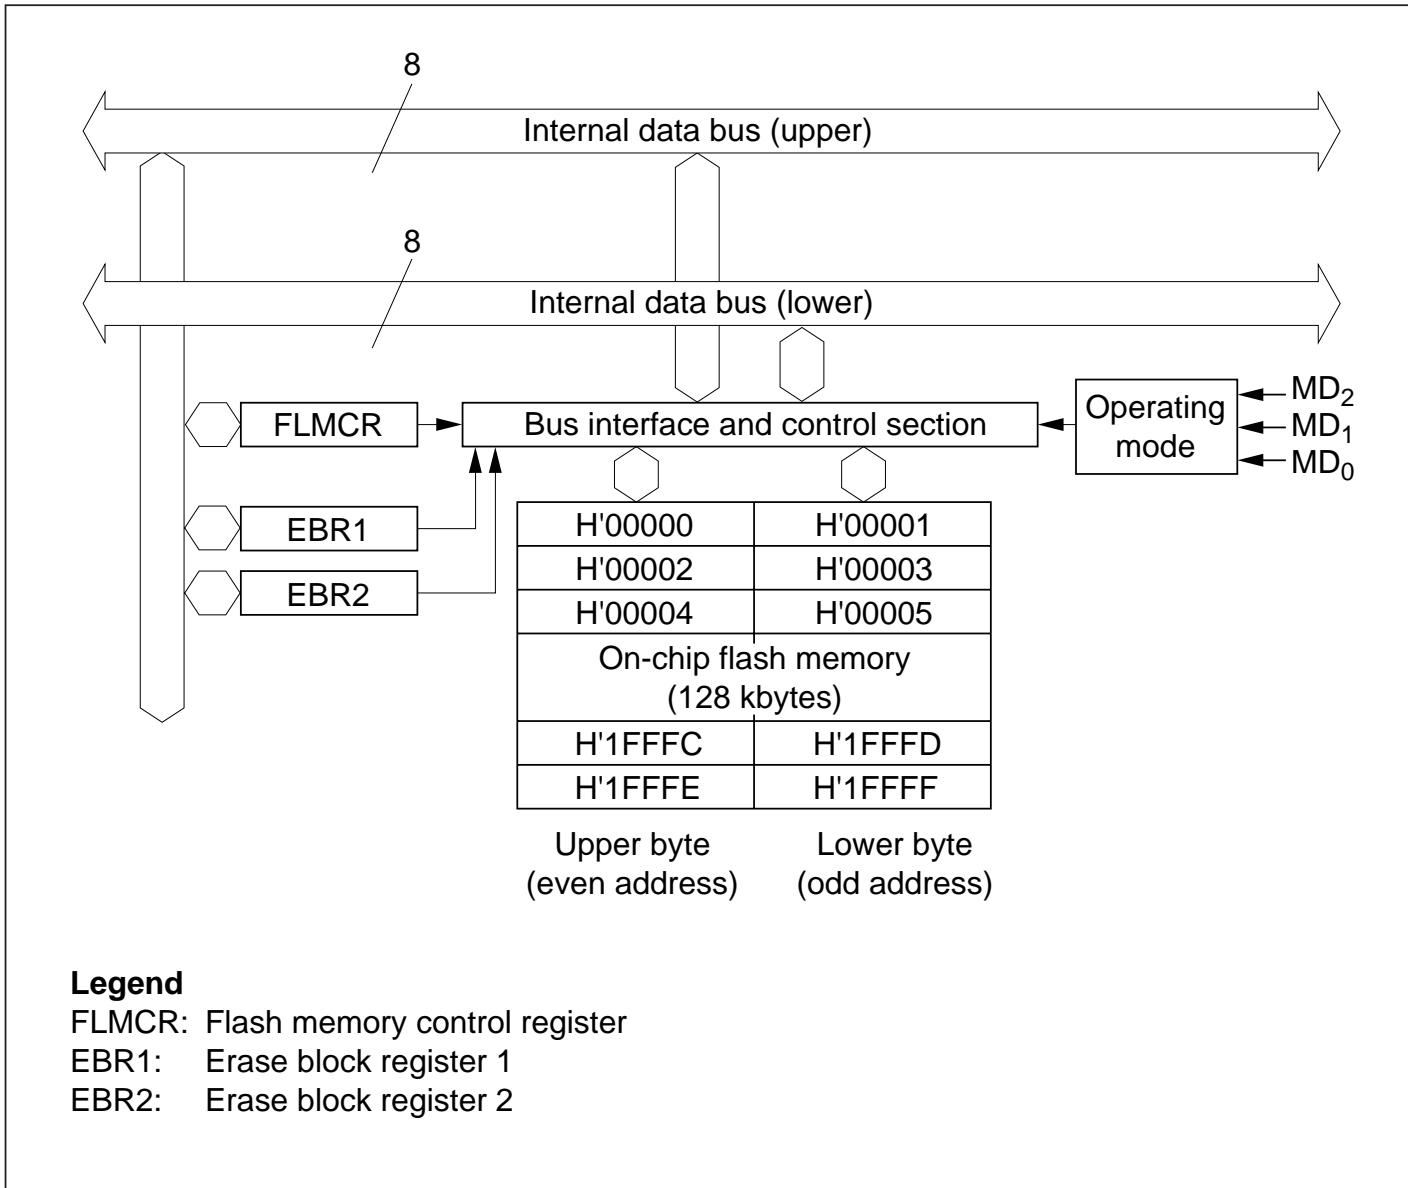 8
Internal data bus (upper)
8
Internal data bus (lower)
FLMCR
Bus interface and control section
Operating
mode
MD2
MD1
MD0
EBR1
EBR2
H'00000 H'00001
H'00002 H'00003
H'00004 H'00005
On-chip flash memory
(128 kbytes)
H'1FFFC H'1FFFD
H'1FFFE H'1FFFF
Upper byte
(even address)
Lower byte
(odd address)
Legend
FLMCR: Flash memory control register
EBR1: Erase block register 1
EBR2: Erase block register 2